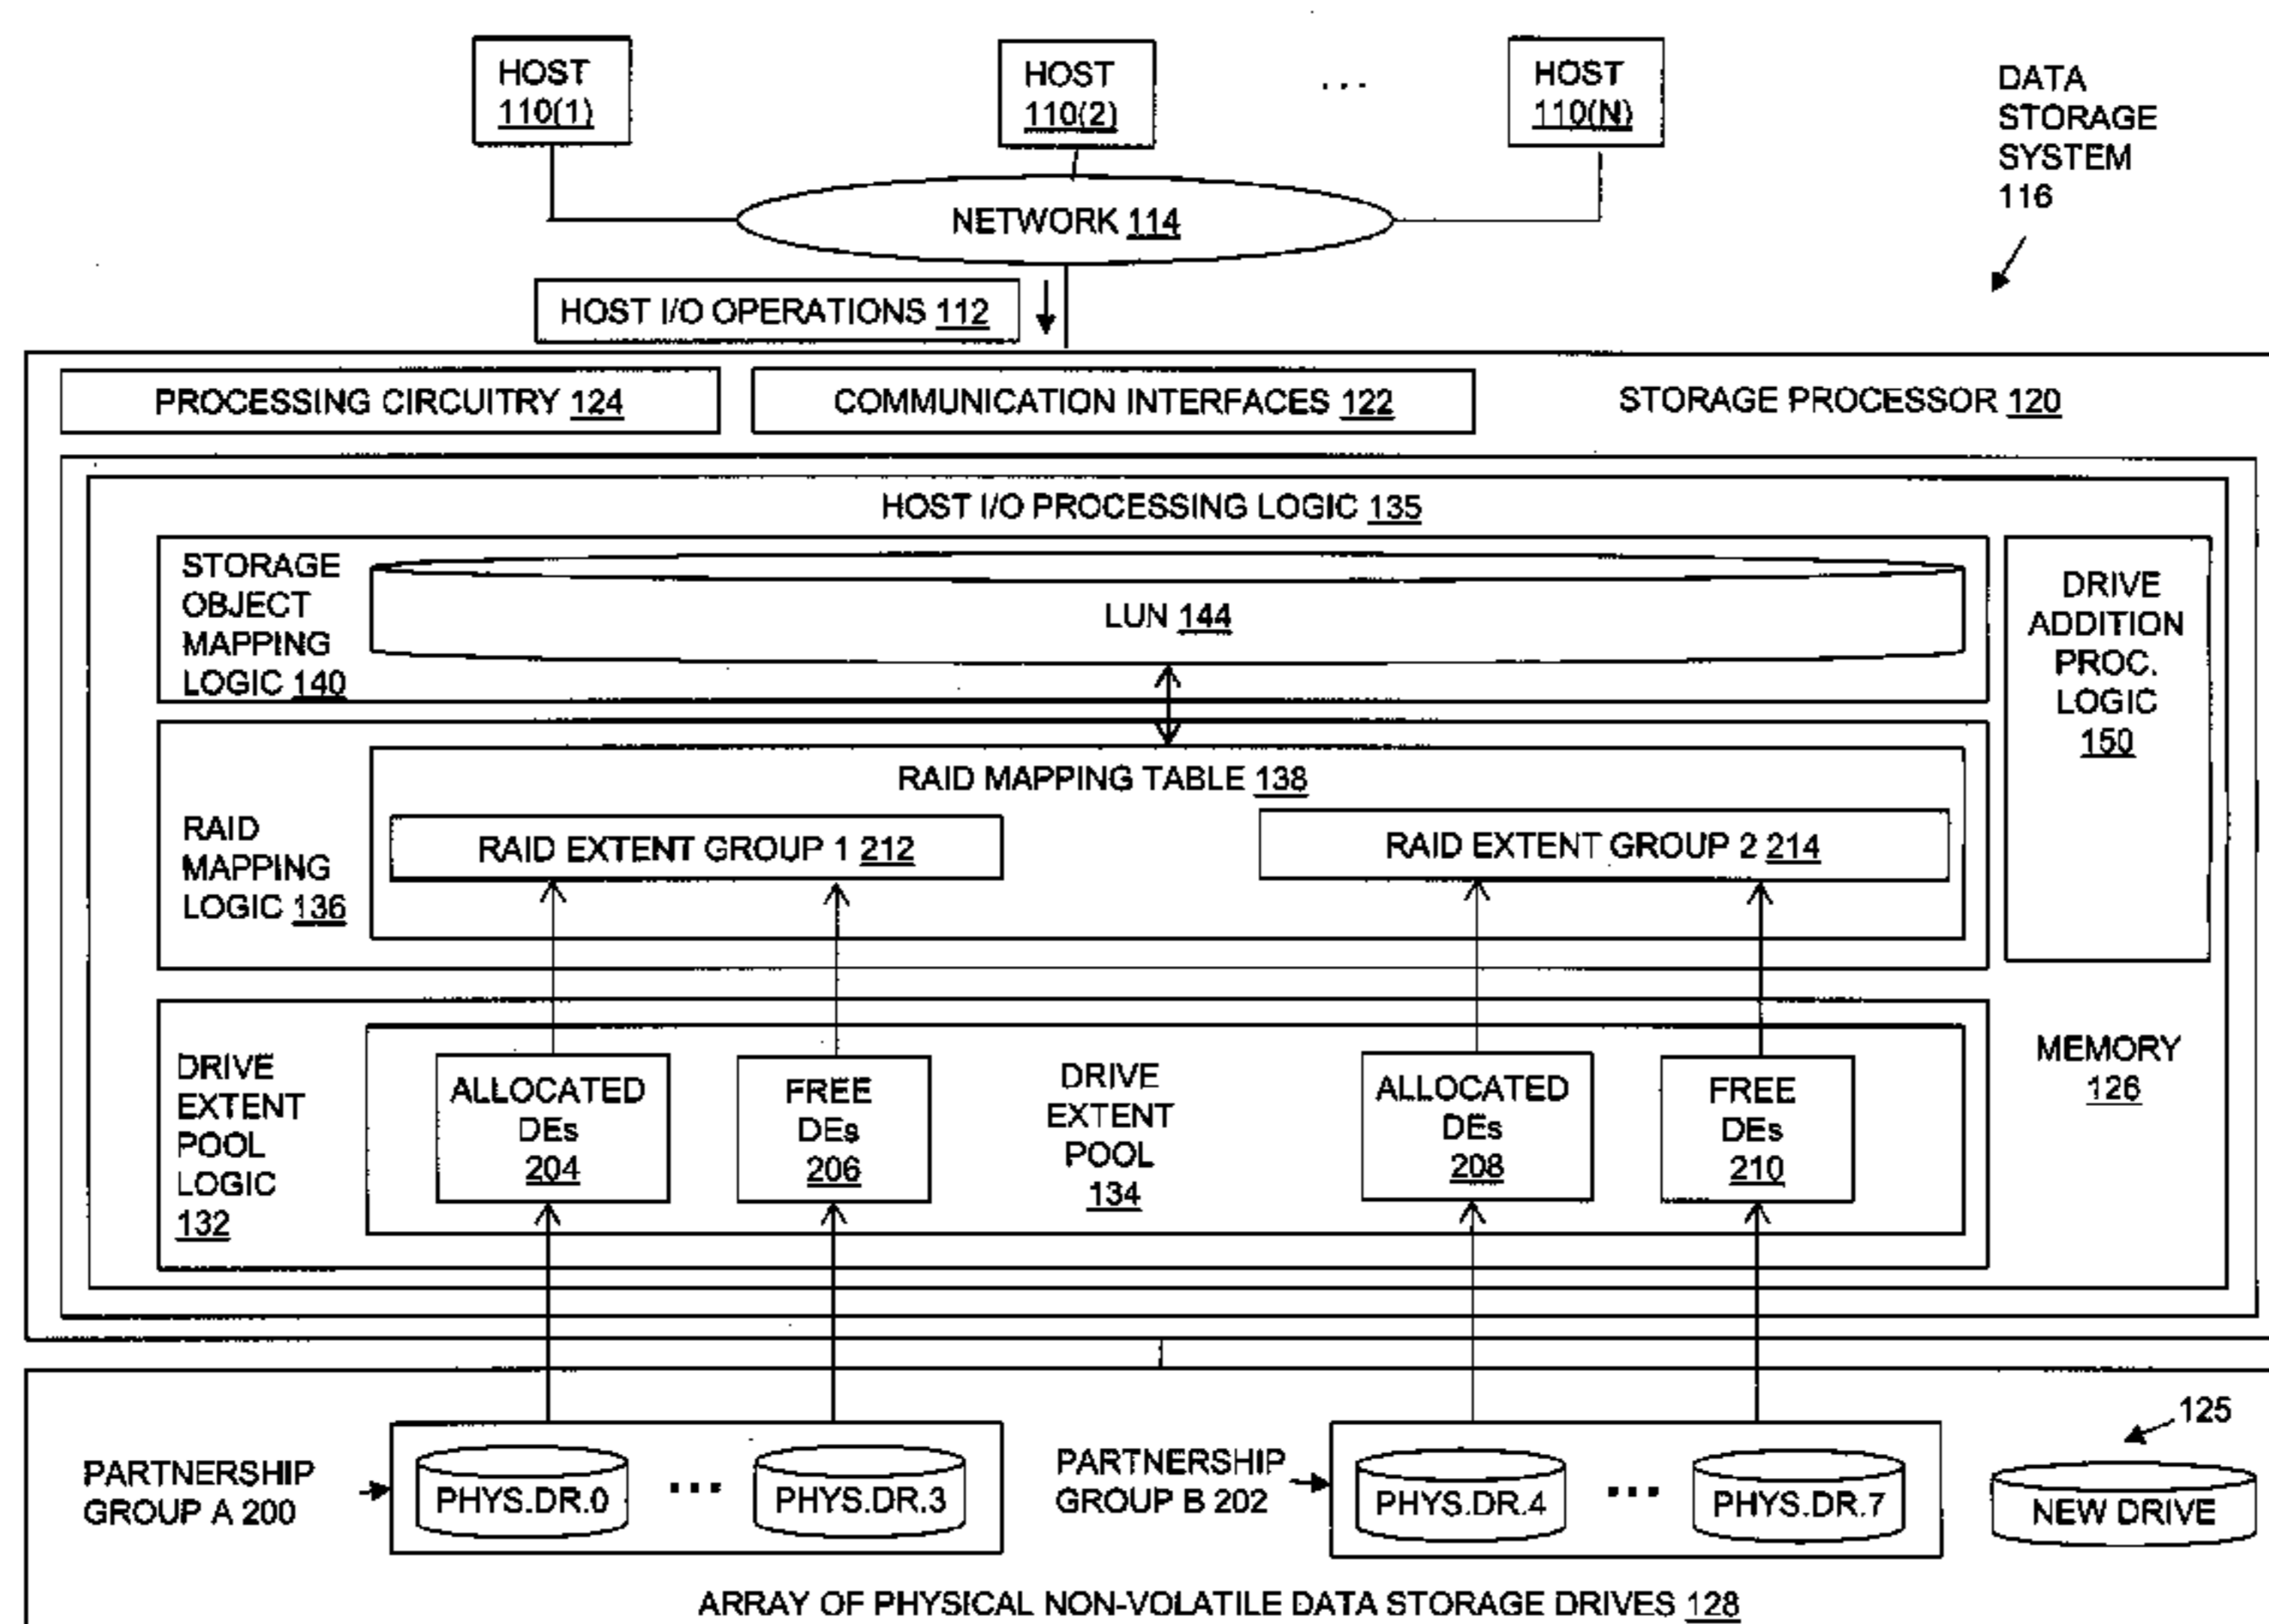 HOST
110(1)
HOST
110(2)
...
HOST
110(N)
DATA
STORAGE
SYSTEM
116
NETWORK 114
HOST I/O OPERATIONS 112
PROCESSING CIRCUITRY 124
COMMUNICATION INTERFACES 122
STORAGE PROCESSOR 120
HOST I/O PROCESSING LOGIC 135
STORAGE
OBJECT
MAPPING
LOGIC 140
LUN 144
DRIVE
ADDITION
PROC.
LOGIC
150
RAID MAPPING TABLE 138
RAID
MAPPING
LOGIC 136
RAID EXTENT GROUP 1 212
RAID EXTENT GROUP 2 214
DRIVE
EXTENT
POOL
LOGIC
132
ALLOCATED
DEs
204
FREE
DEs
206
DRIVE
EXTENT
POOL
134
ALLOCATED
DEs
208
FREE
DEs
210
MEMORY
126
PARTNERSHIP
GROUP A 200
PHYS.DR.0
...
PHYS.DR.3
PARTNERSHIP
GROUP B 202
PHYS.DR.4
...
PHYS.DR.7
125
NEW DRIVE
ARRAY OF PHYSICAL NON-VOLATILE DATA STORAGE DRIVES 128